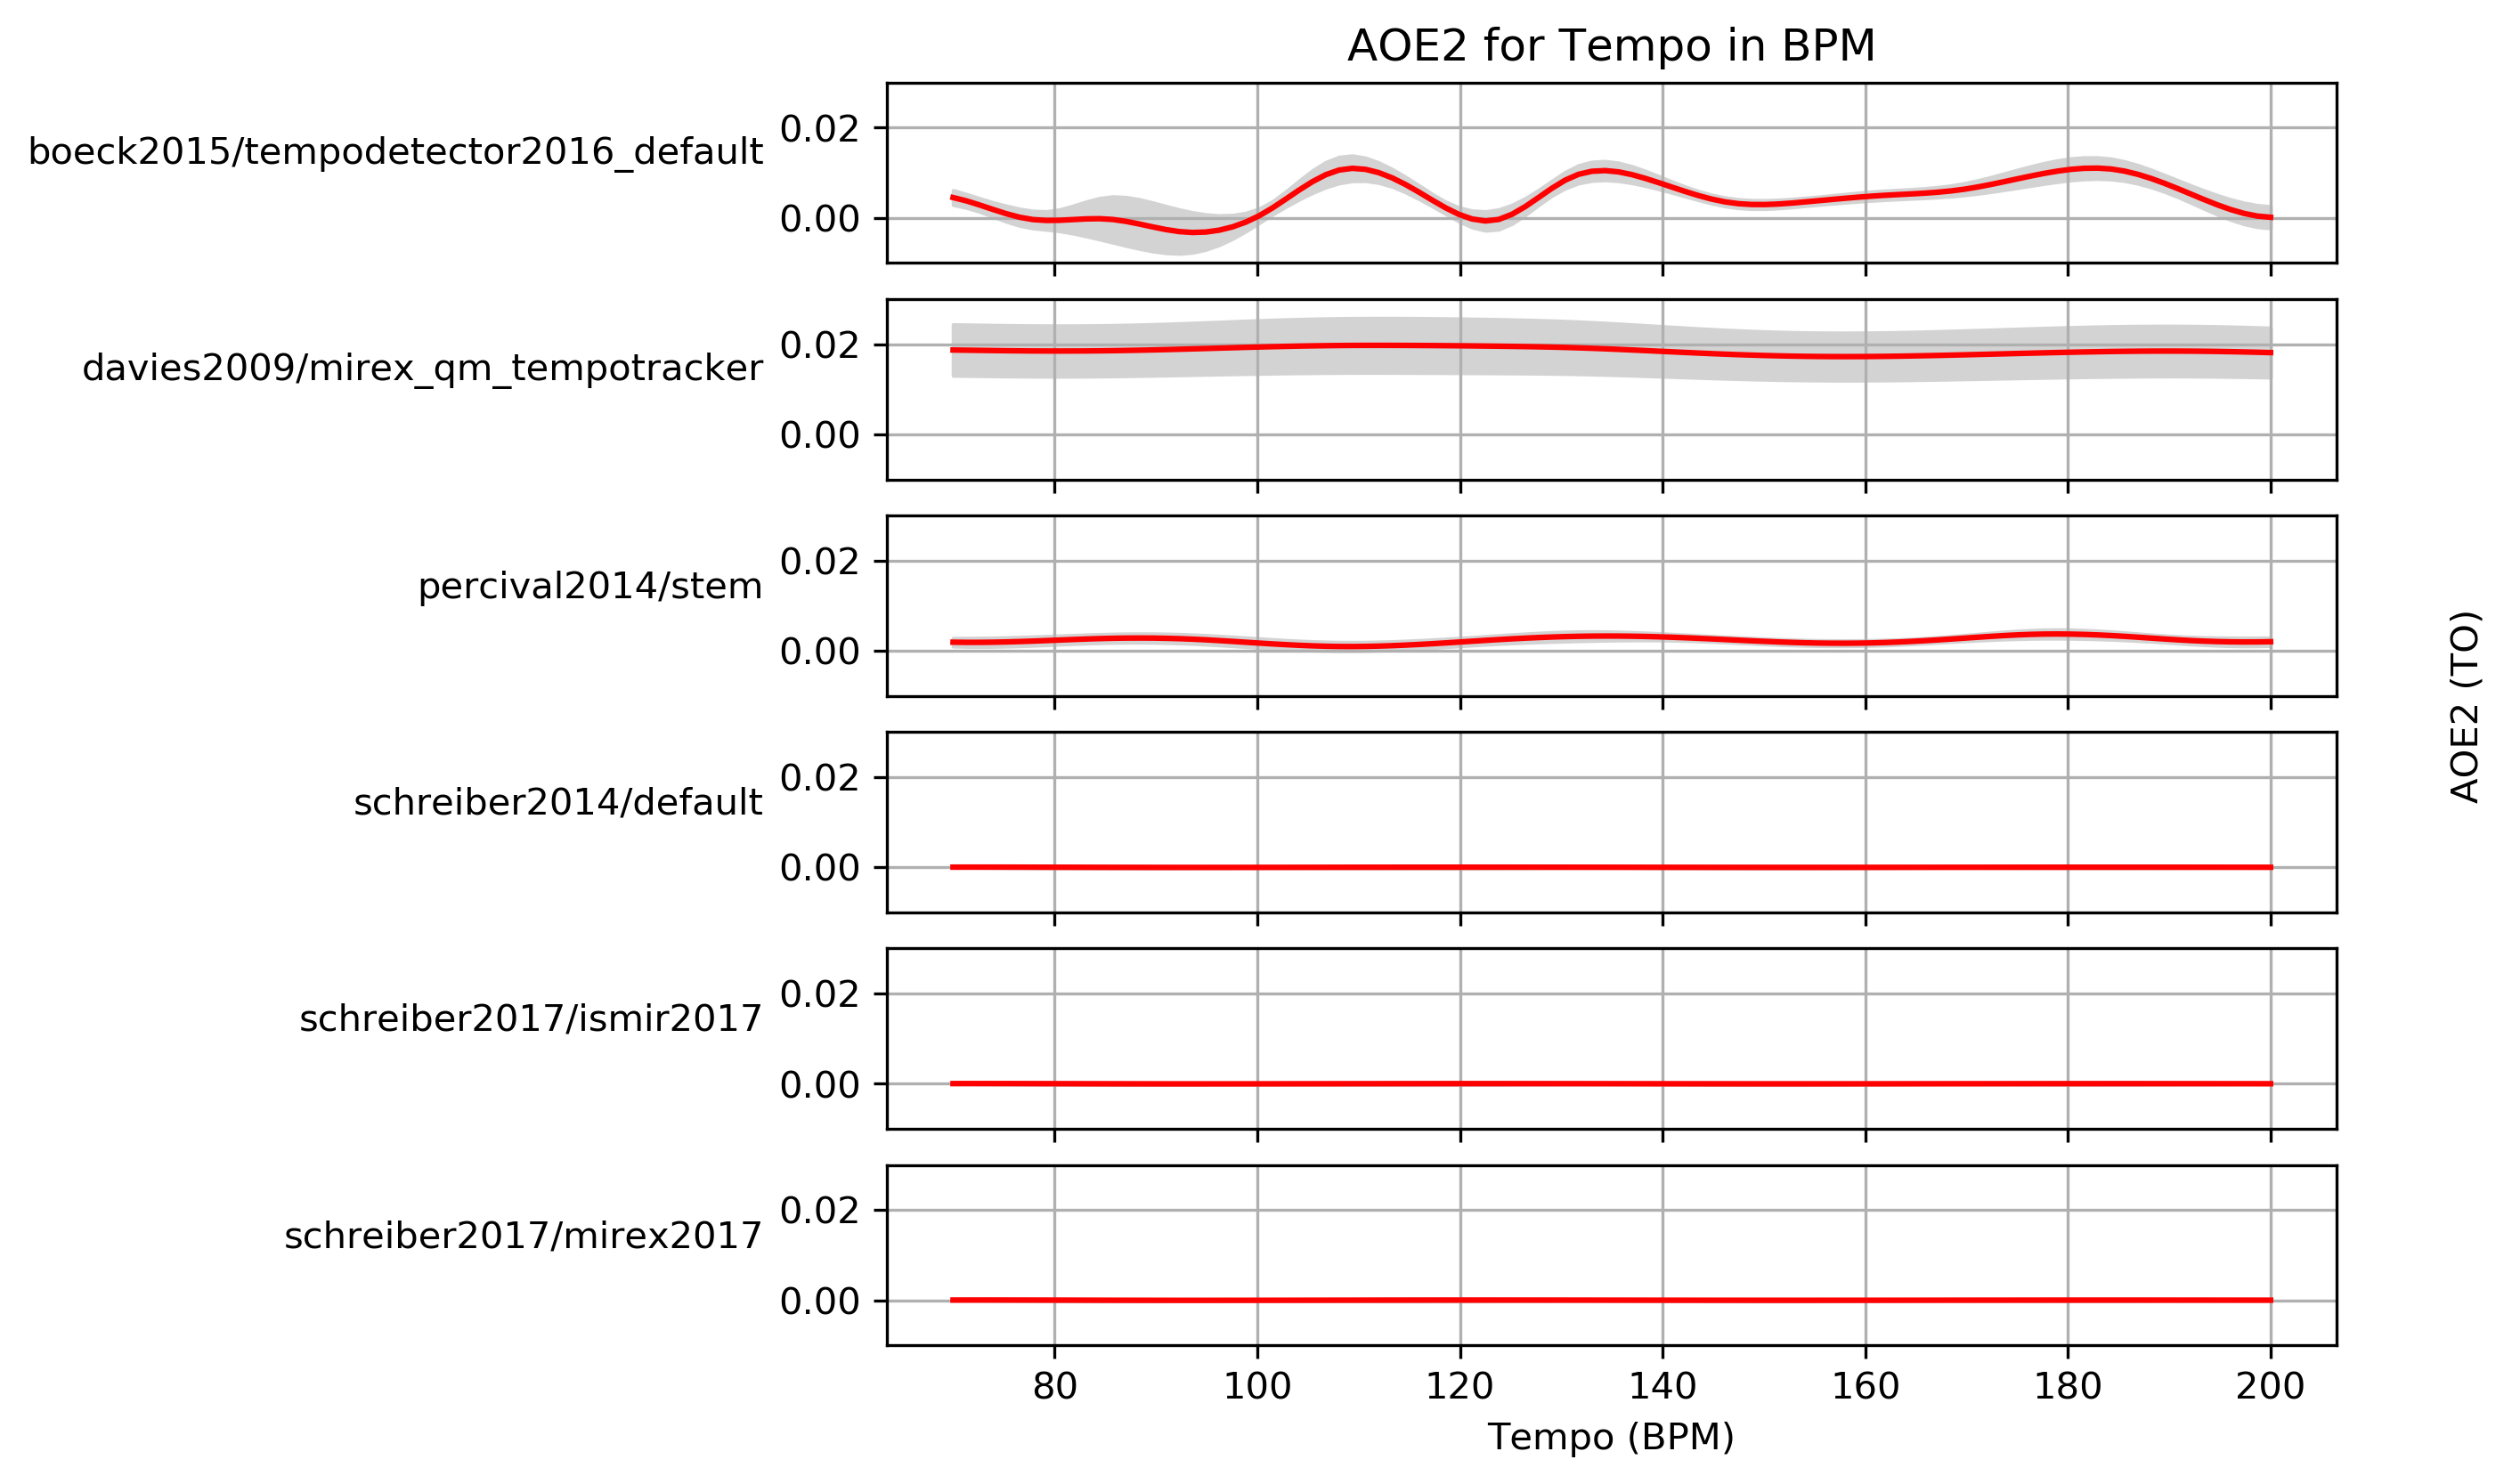 AOE2 for Tempo in BPM
boeck2015/tempodetector2016_default
0.02
0.00
davies2009/mirex_qm_tempotracker
0.02
0.00
percival2014/stem
0.02
0.00
schreiber2014/default
0.02
0.00
schreiber2017/ismir2017
0.02
0.00
schreiber2017/mirex2017
0.02
0.00
80 100 120 140 160 180 200
Tempo (BPM)
AOE2 (TO)